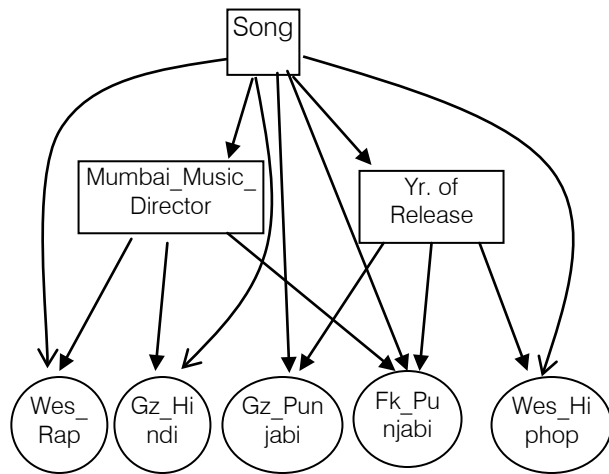 Song
Mumbai_Music_
Director
Yr. of
Release
Wes_
Rap
Gz_Hi
ndi
Gz_Pun
jabi
Fk_Pu
njabi
Wes_Hi
phop